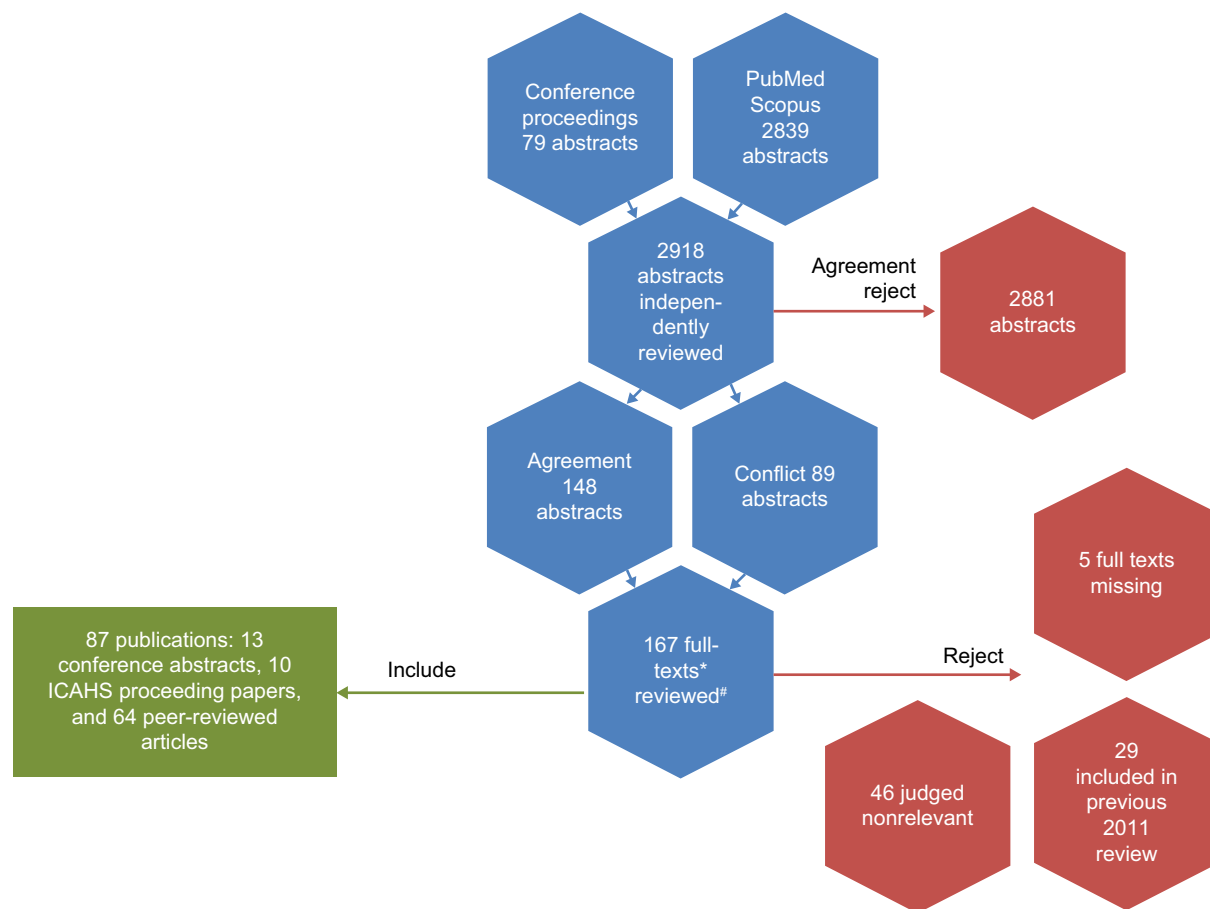 Conference
proceedings
79 abstracts
PubMed
Scopus
2839
abstracts
2918
abstracts
indepen-
dently
reviewed
Agreement
reject
2881
abstracts
Agreement
148
abstracts
Conflict 89
abstracts
5 full texts
missing
87 publications: 13
conference abstracts, 10
ICAHS proceeding papers,
and 64 peer-reviewed
articles
Include
167 full-
texts*
reviewed#
Reject
46 judged
nonrelevant
29
included in
previous
2011
review